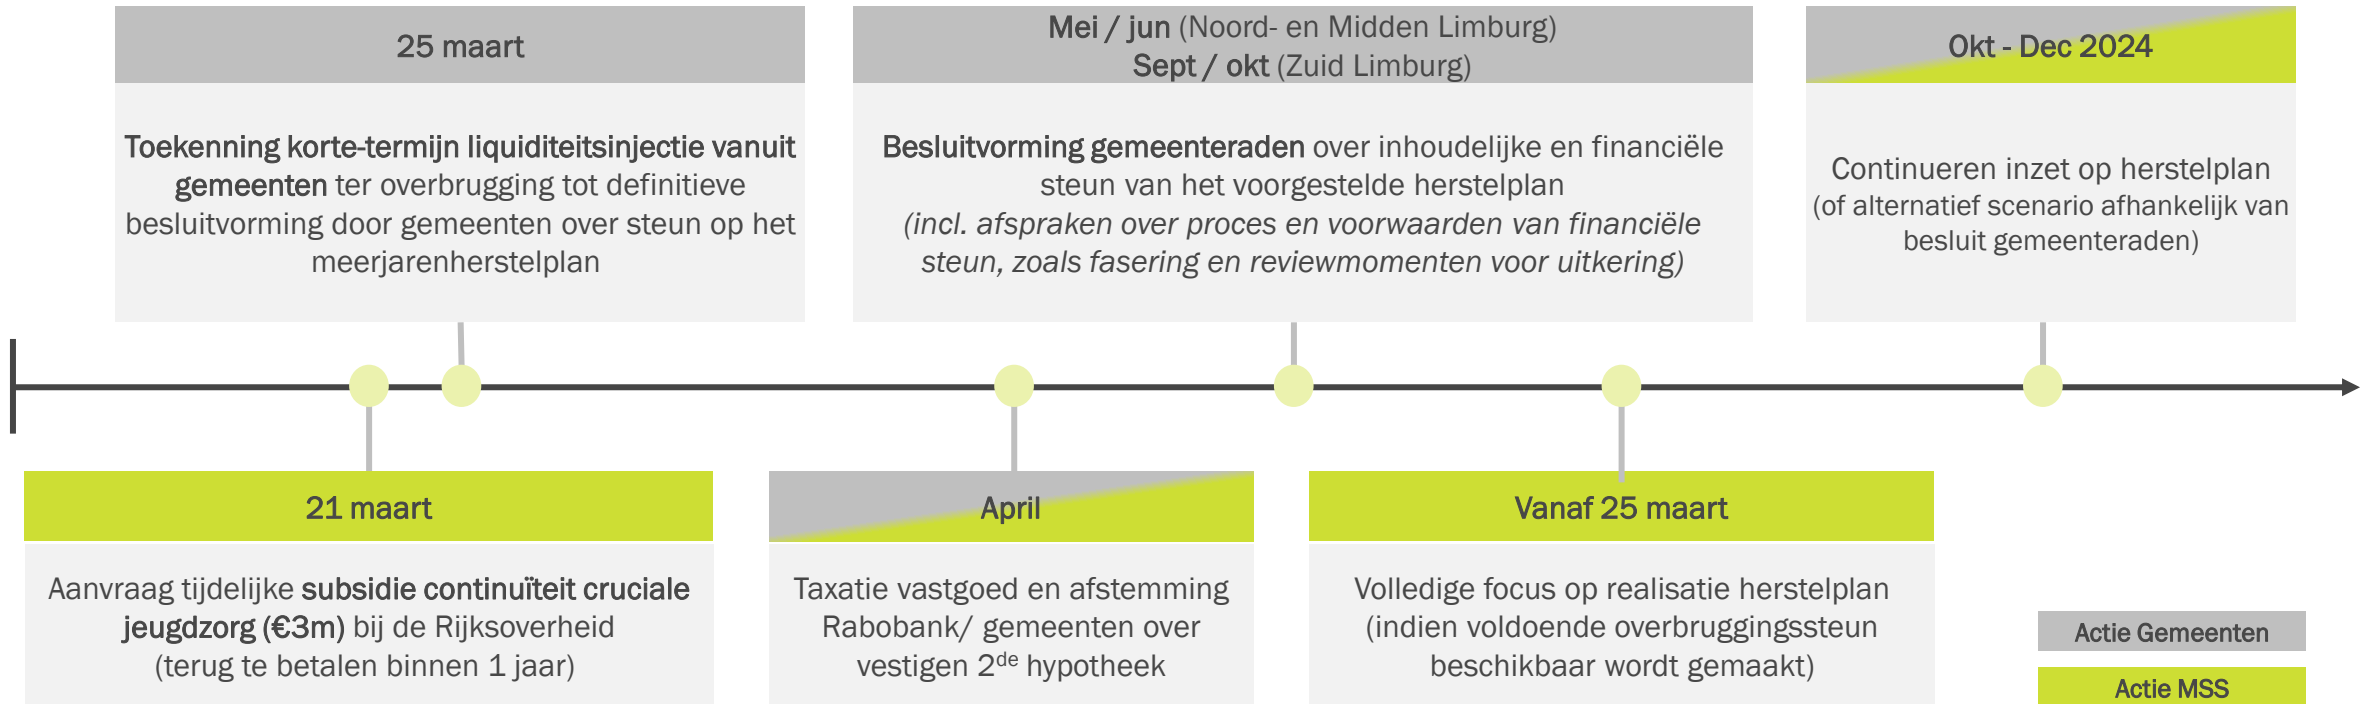 25 maart
Toekenning korte-termijn liquiditeitsinjectie vanuit
gemeenten ter overbrugging tot definitieve
besluitvorming door gemeenten over steun op het
meerjarenherstelplan
Mei / jun (Noord- en Midden Limburg)
Sept / okt (Zuid Limburg)
Besluitvorming gemeenteraden over inhoudelijke en financiële
steun van het voorgestelde herstelplan
(incl. afspraken over proces en voorwaarden van financiële
steun, zoals fasering en reviewmomenten voor uitkering)
Okt - Dec 2024
Continueren inzet op herstelplan
(of alternatief scenario afhankelijk van
besluit gemeenteraden)
21 maart
Aanvraag tijdelijke subsidie continuïteit cruciale
jeugdzorg (€3m) bij de Rijksoverheid
(terug te betalen binnen 1 jaar)
April
Taxatie vastgoed en afstemming
Rabobank/ gemeenten over
vestigen 2de hypotheek
Vanaf 25 maart
Volledige focus op realisatie herstelplan
(indien voldoende overbruggingssteun
beschikbaar wordt gemaakt)
Actie Gemeenten
Actie MSS